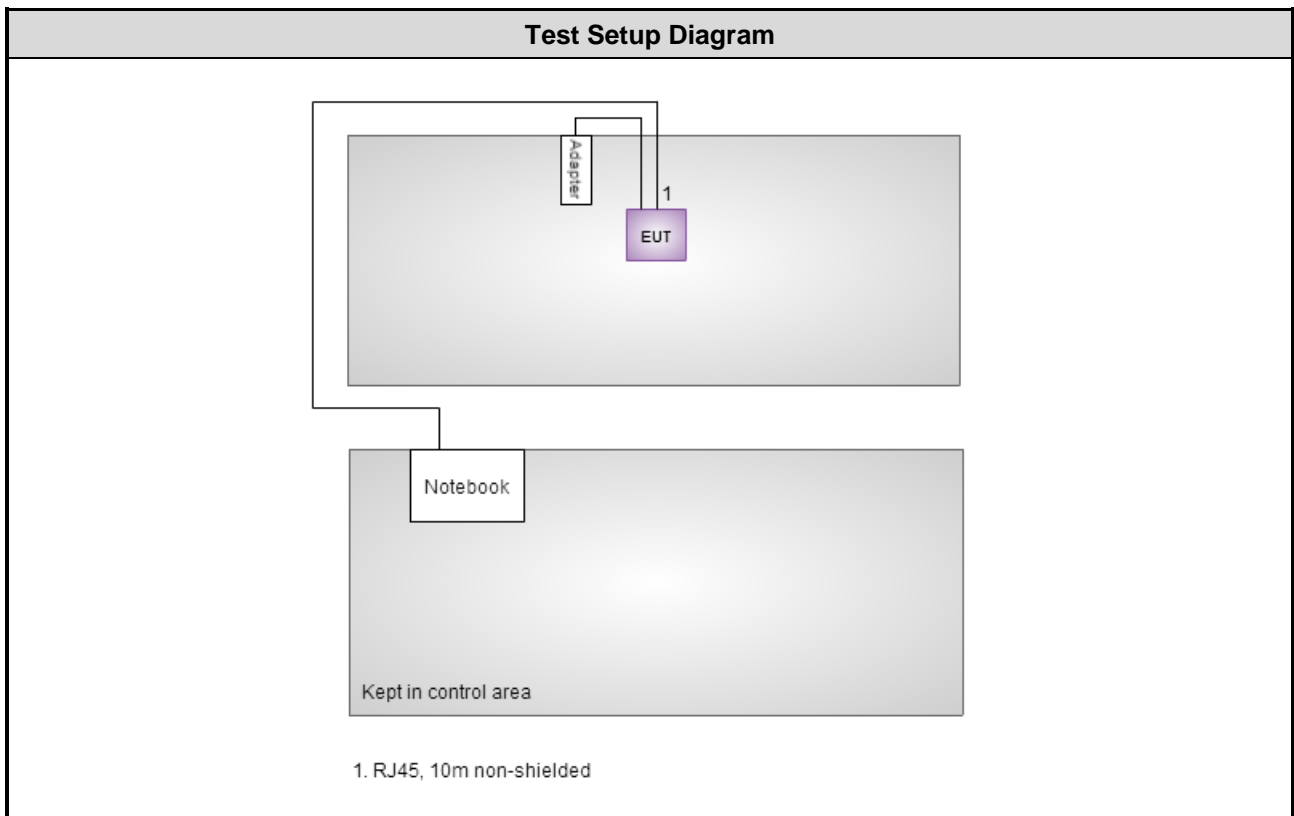 Test Setup Diagram
Adapter
1
EUT
Notebook
Kept in control area
1. RJ45, 10m non-shielded